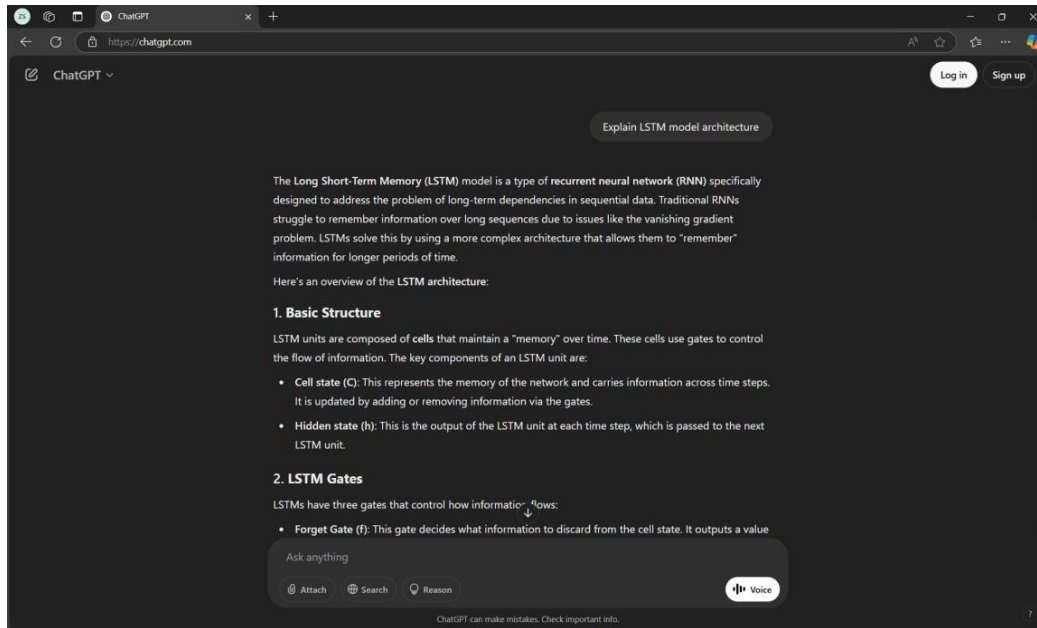 ZS
ChatGPT
https://chatgpt.com
ChatGPT
Log in
Sign up
Explain LSTM model architecture
The Long Short-Term Memory (LSTM) model is a type of recurrent neural network (RNN) specifically
designed to address the problem of long-term dependencies in sequential data. Traditional RNNs
struggle to remember information over long sequences due to issues like the vanishing gradient
problem. LSTMs solve this by using a more complex architecture that allows them to "remember"
information for longer periods of time.
Here's an overview of the LSTM architecture:
1. Basic Structure
LSTM units are composed of cells that maintain a "memory" over time. These cells use gates to control
the flow of information. The key components of an LSTM unit are:
• Cell state (C): This represents the memory of the network and carries information across time steps.
It is updated by adding or removing information via the gates.
• Hidden state (h): This is the output of the LSTM unit at each time step, which is passed to the next
LSTM unit.
2. LSTM Gates
LSTMs have three gates that control how information flows:
• Forget Gate (f): This gate decides what information to discard from the cell state. It outputs a value
Ask anything
Attach
Search
Reason
Voice
ChatGPT can make mistakes. Check important info.
?